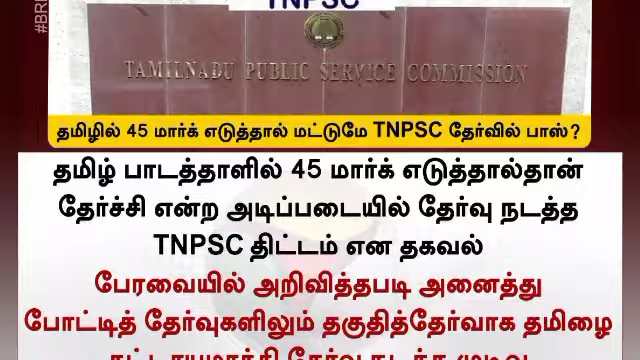 #BR
TNPSC
TAMILNADU PUBLIC SERVICE COMMISSION
தமிழில் 45 மார்க் எடுத்தால் மட்டுமே TNPSC தேர்வில் பாஸ்?
தமிழ் பாடத்தாளில் 45 மார்க் எடுத்தால்தான்
தேர்ச்சி என்ற அடிப்படையில் தேர்வு நடத்த
TNPSC திட்டம் என தகவல்
பேரவையில் அறிவித்தபடி அனைத்து
போட்டித் தேர்வுகளிலும் தகுதித்தேர்வாக தமிழை